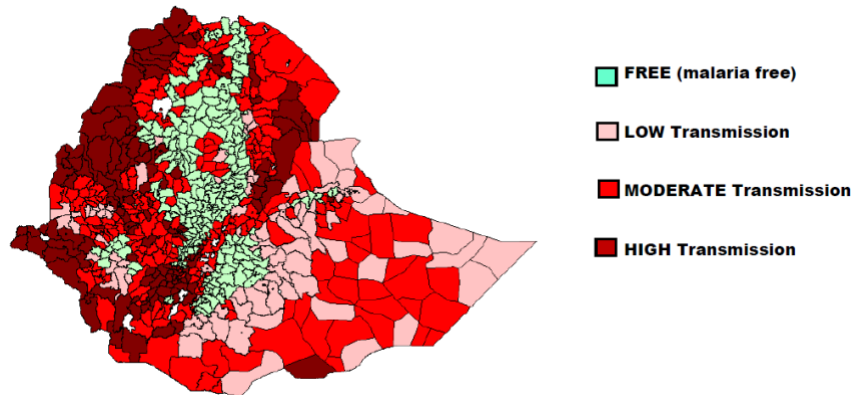 FREE (malaria free)
LOW Transmission
MODERATE Transmission
HIGH Transmission